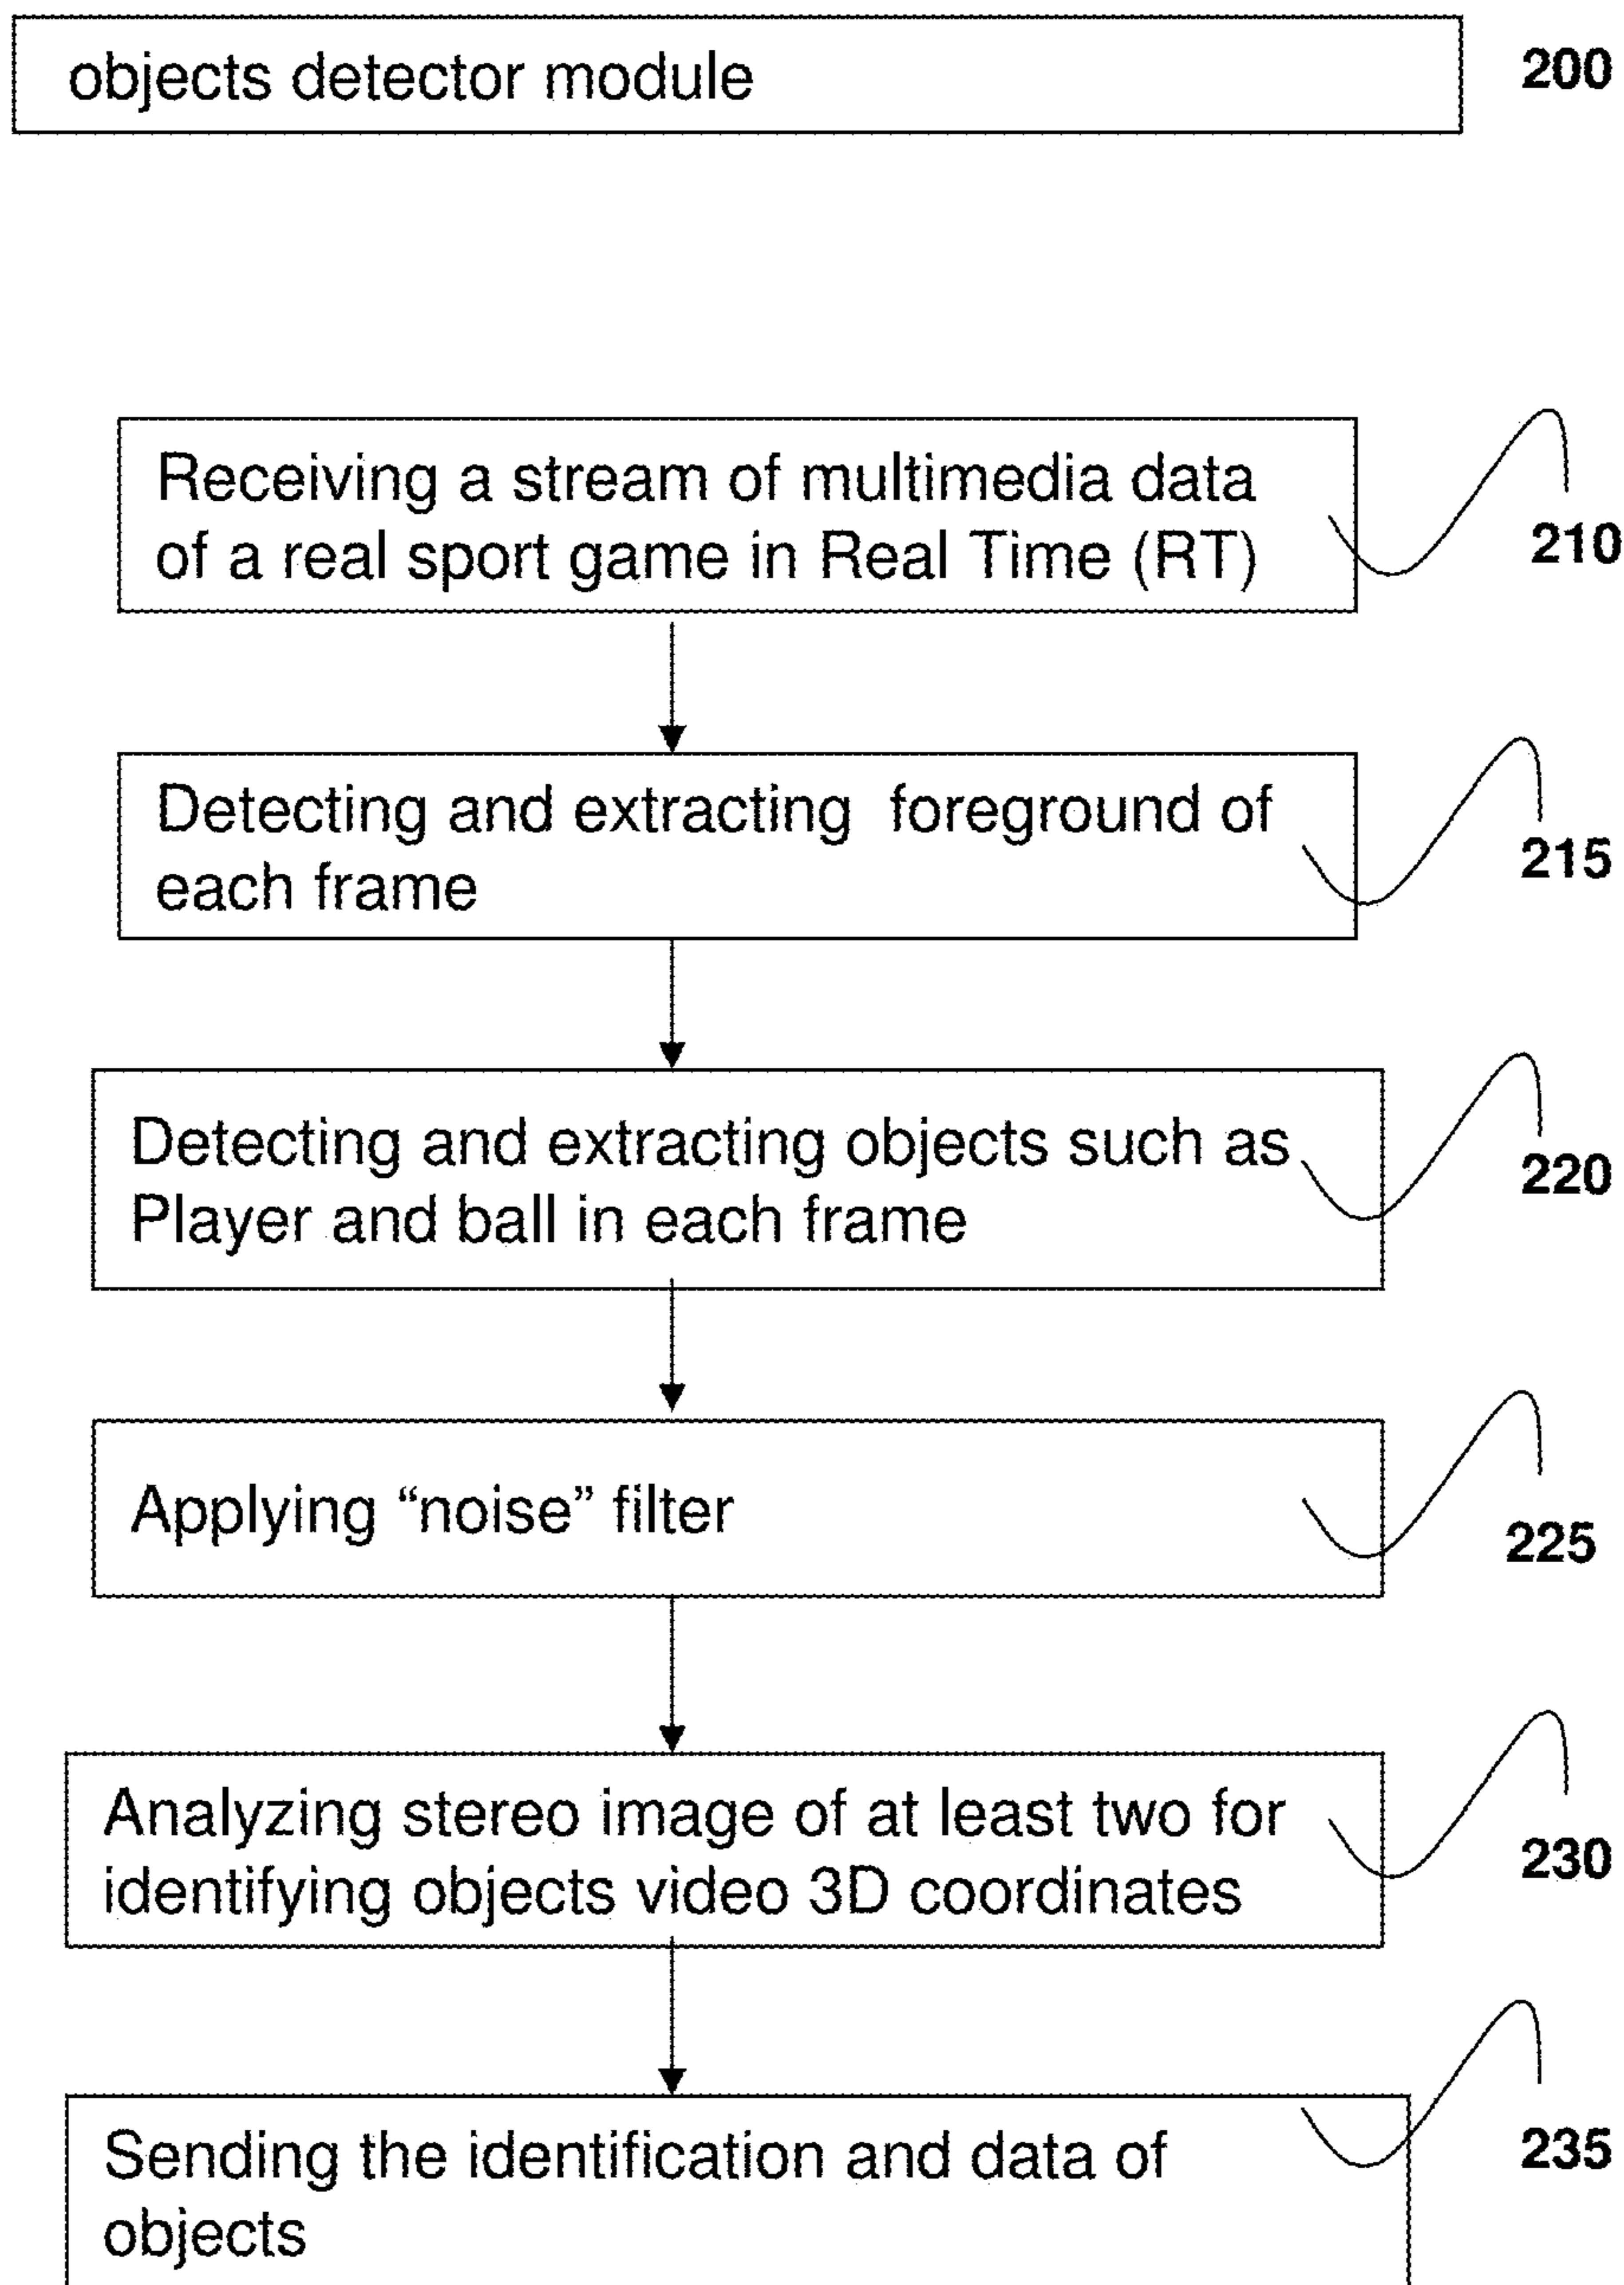 objects detector module 200
Receiving a stream of multimedia data
of a real sport game in Real Time (RT)
210
Detecting and extracting foreground of
each frame
215
Detecting and extracting objects such as
Player and ball in each frame
220
Applying “noise” filter
225
Analyzing stereo image of at least two for
identifying objects video 3D coordinates
230
Sending the identification and data of
objects
235